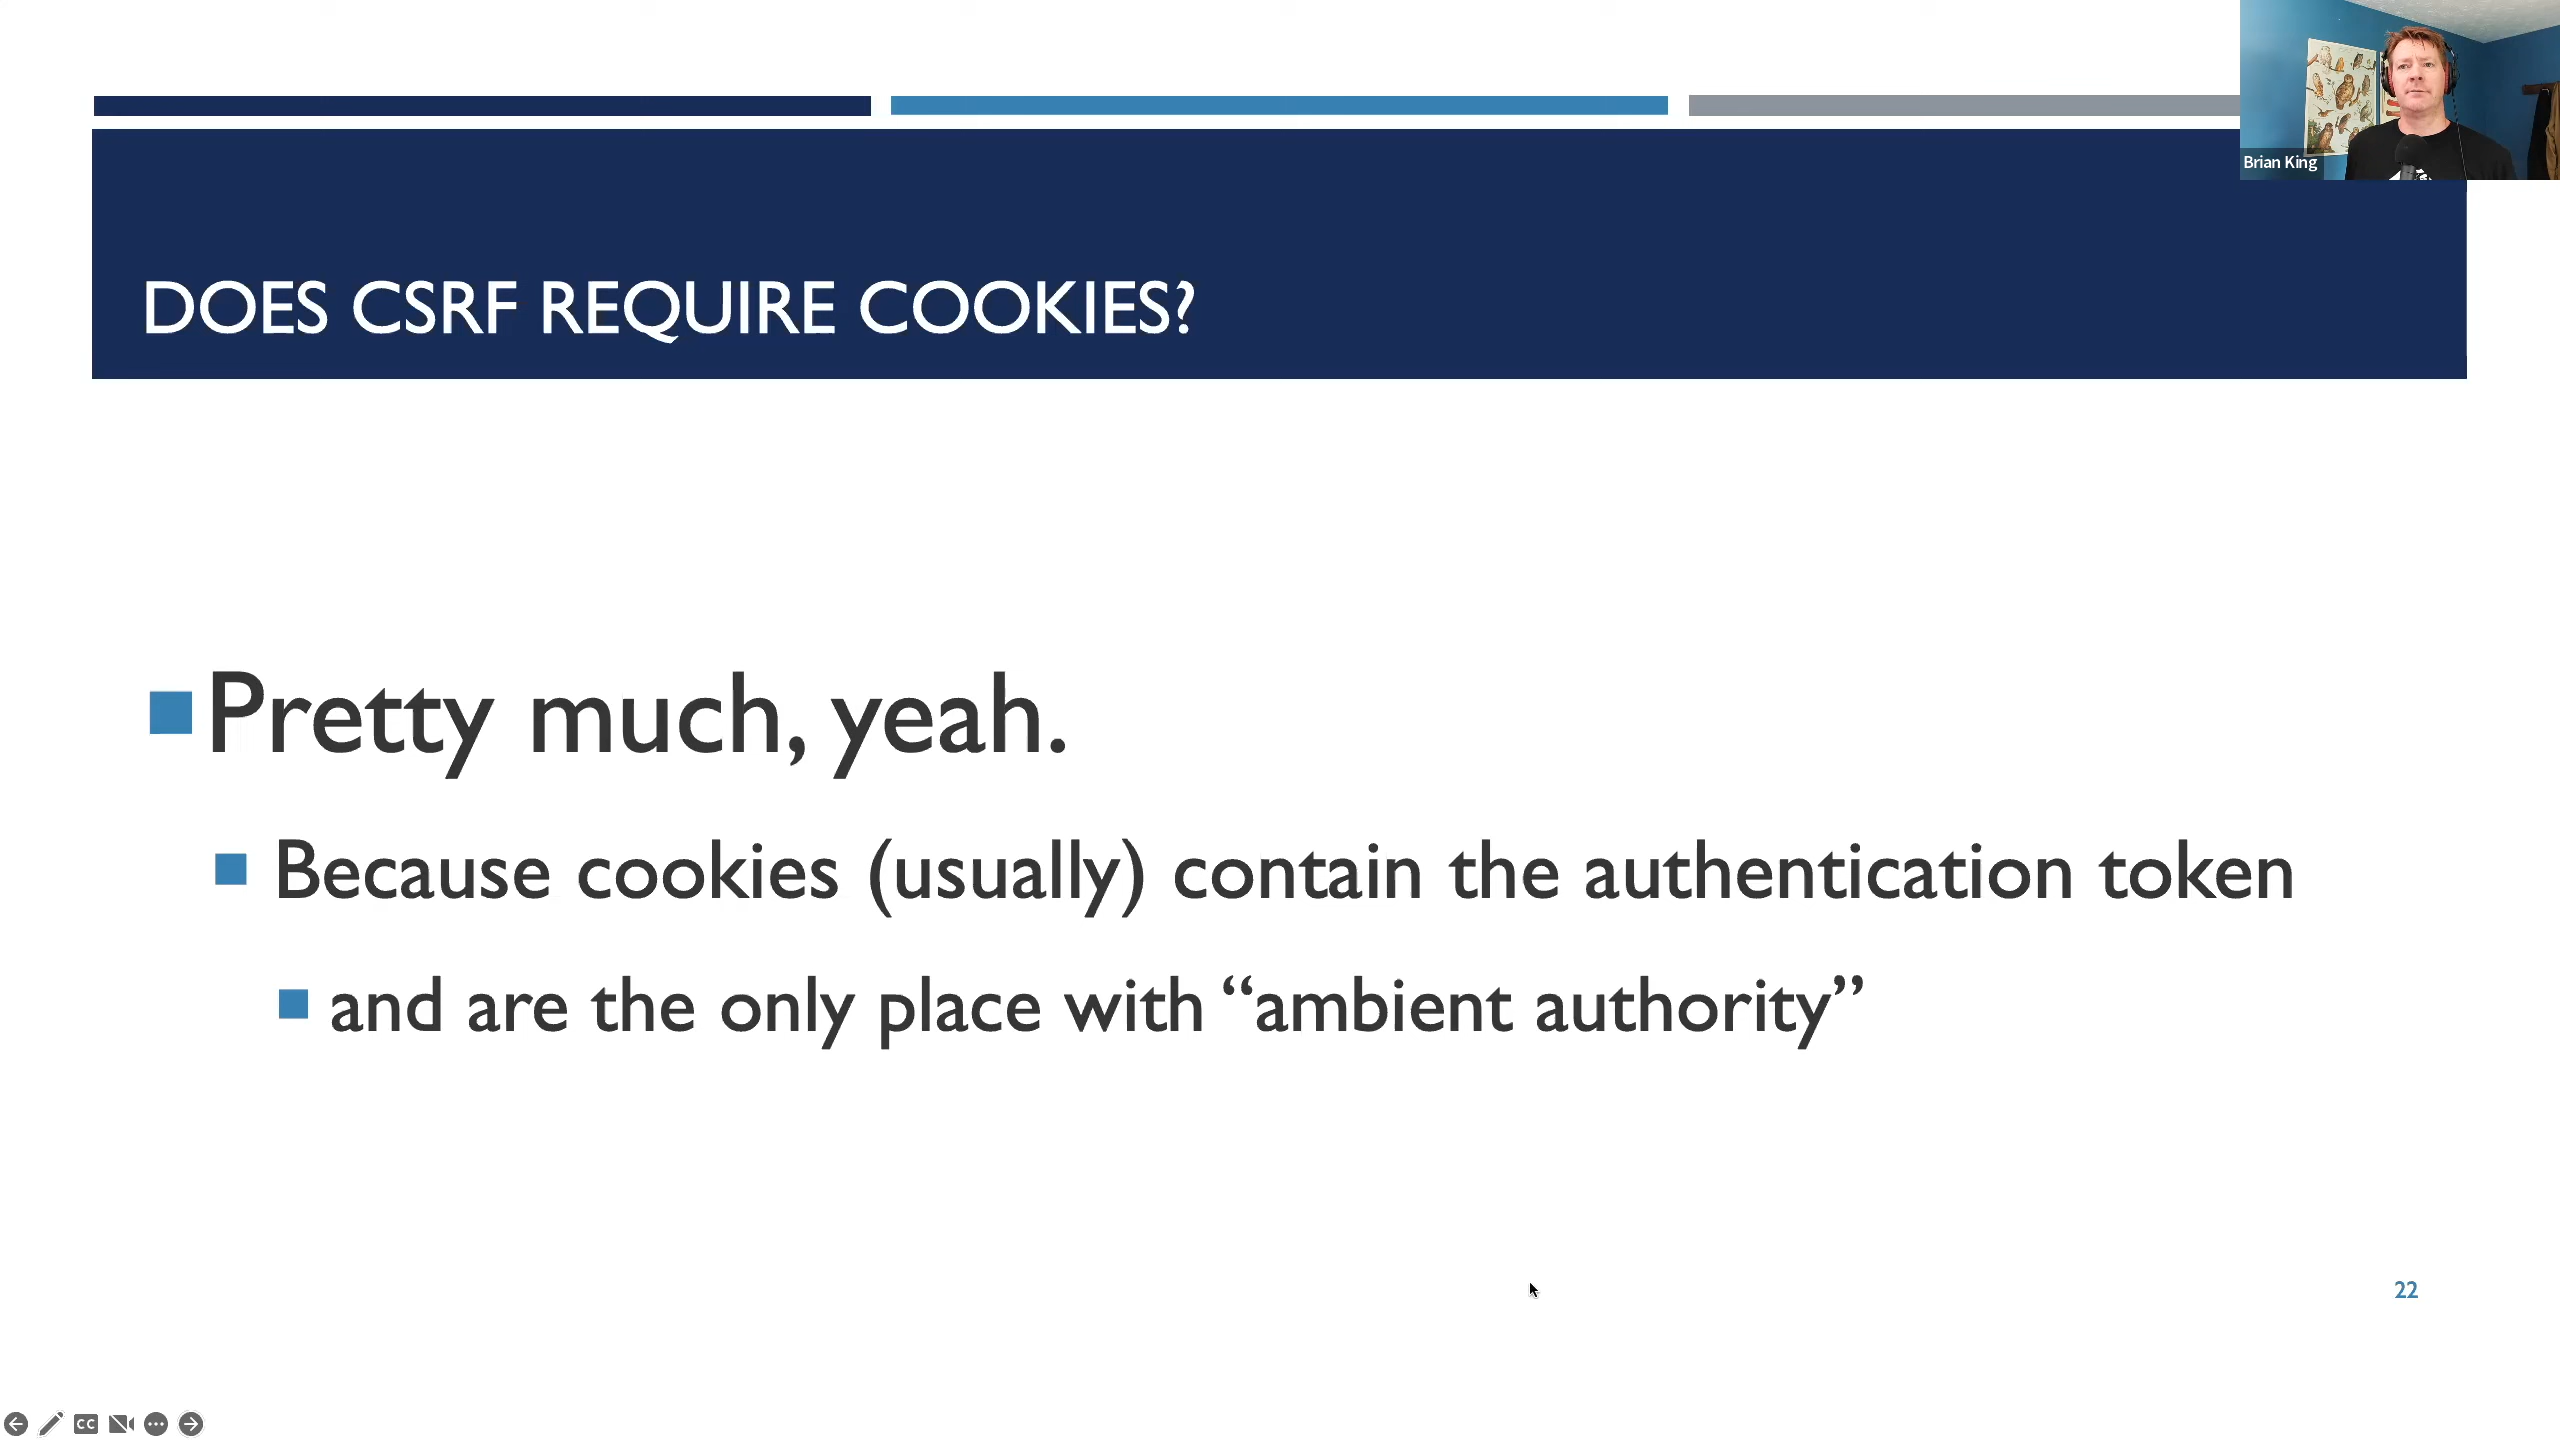 Brian King
DOES CSRF REQUIRE COOKIES?
Pretty much, yeah.
Because cookies (usually) contain the authentication token
and are the only place with “ambient authority”
22
CC